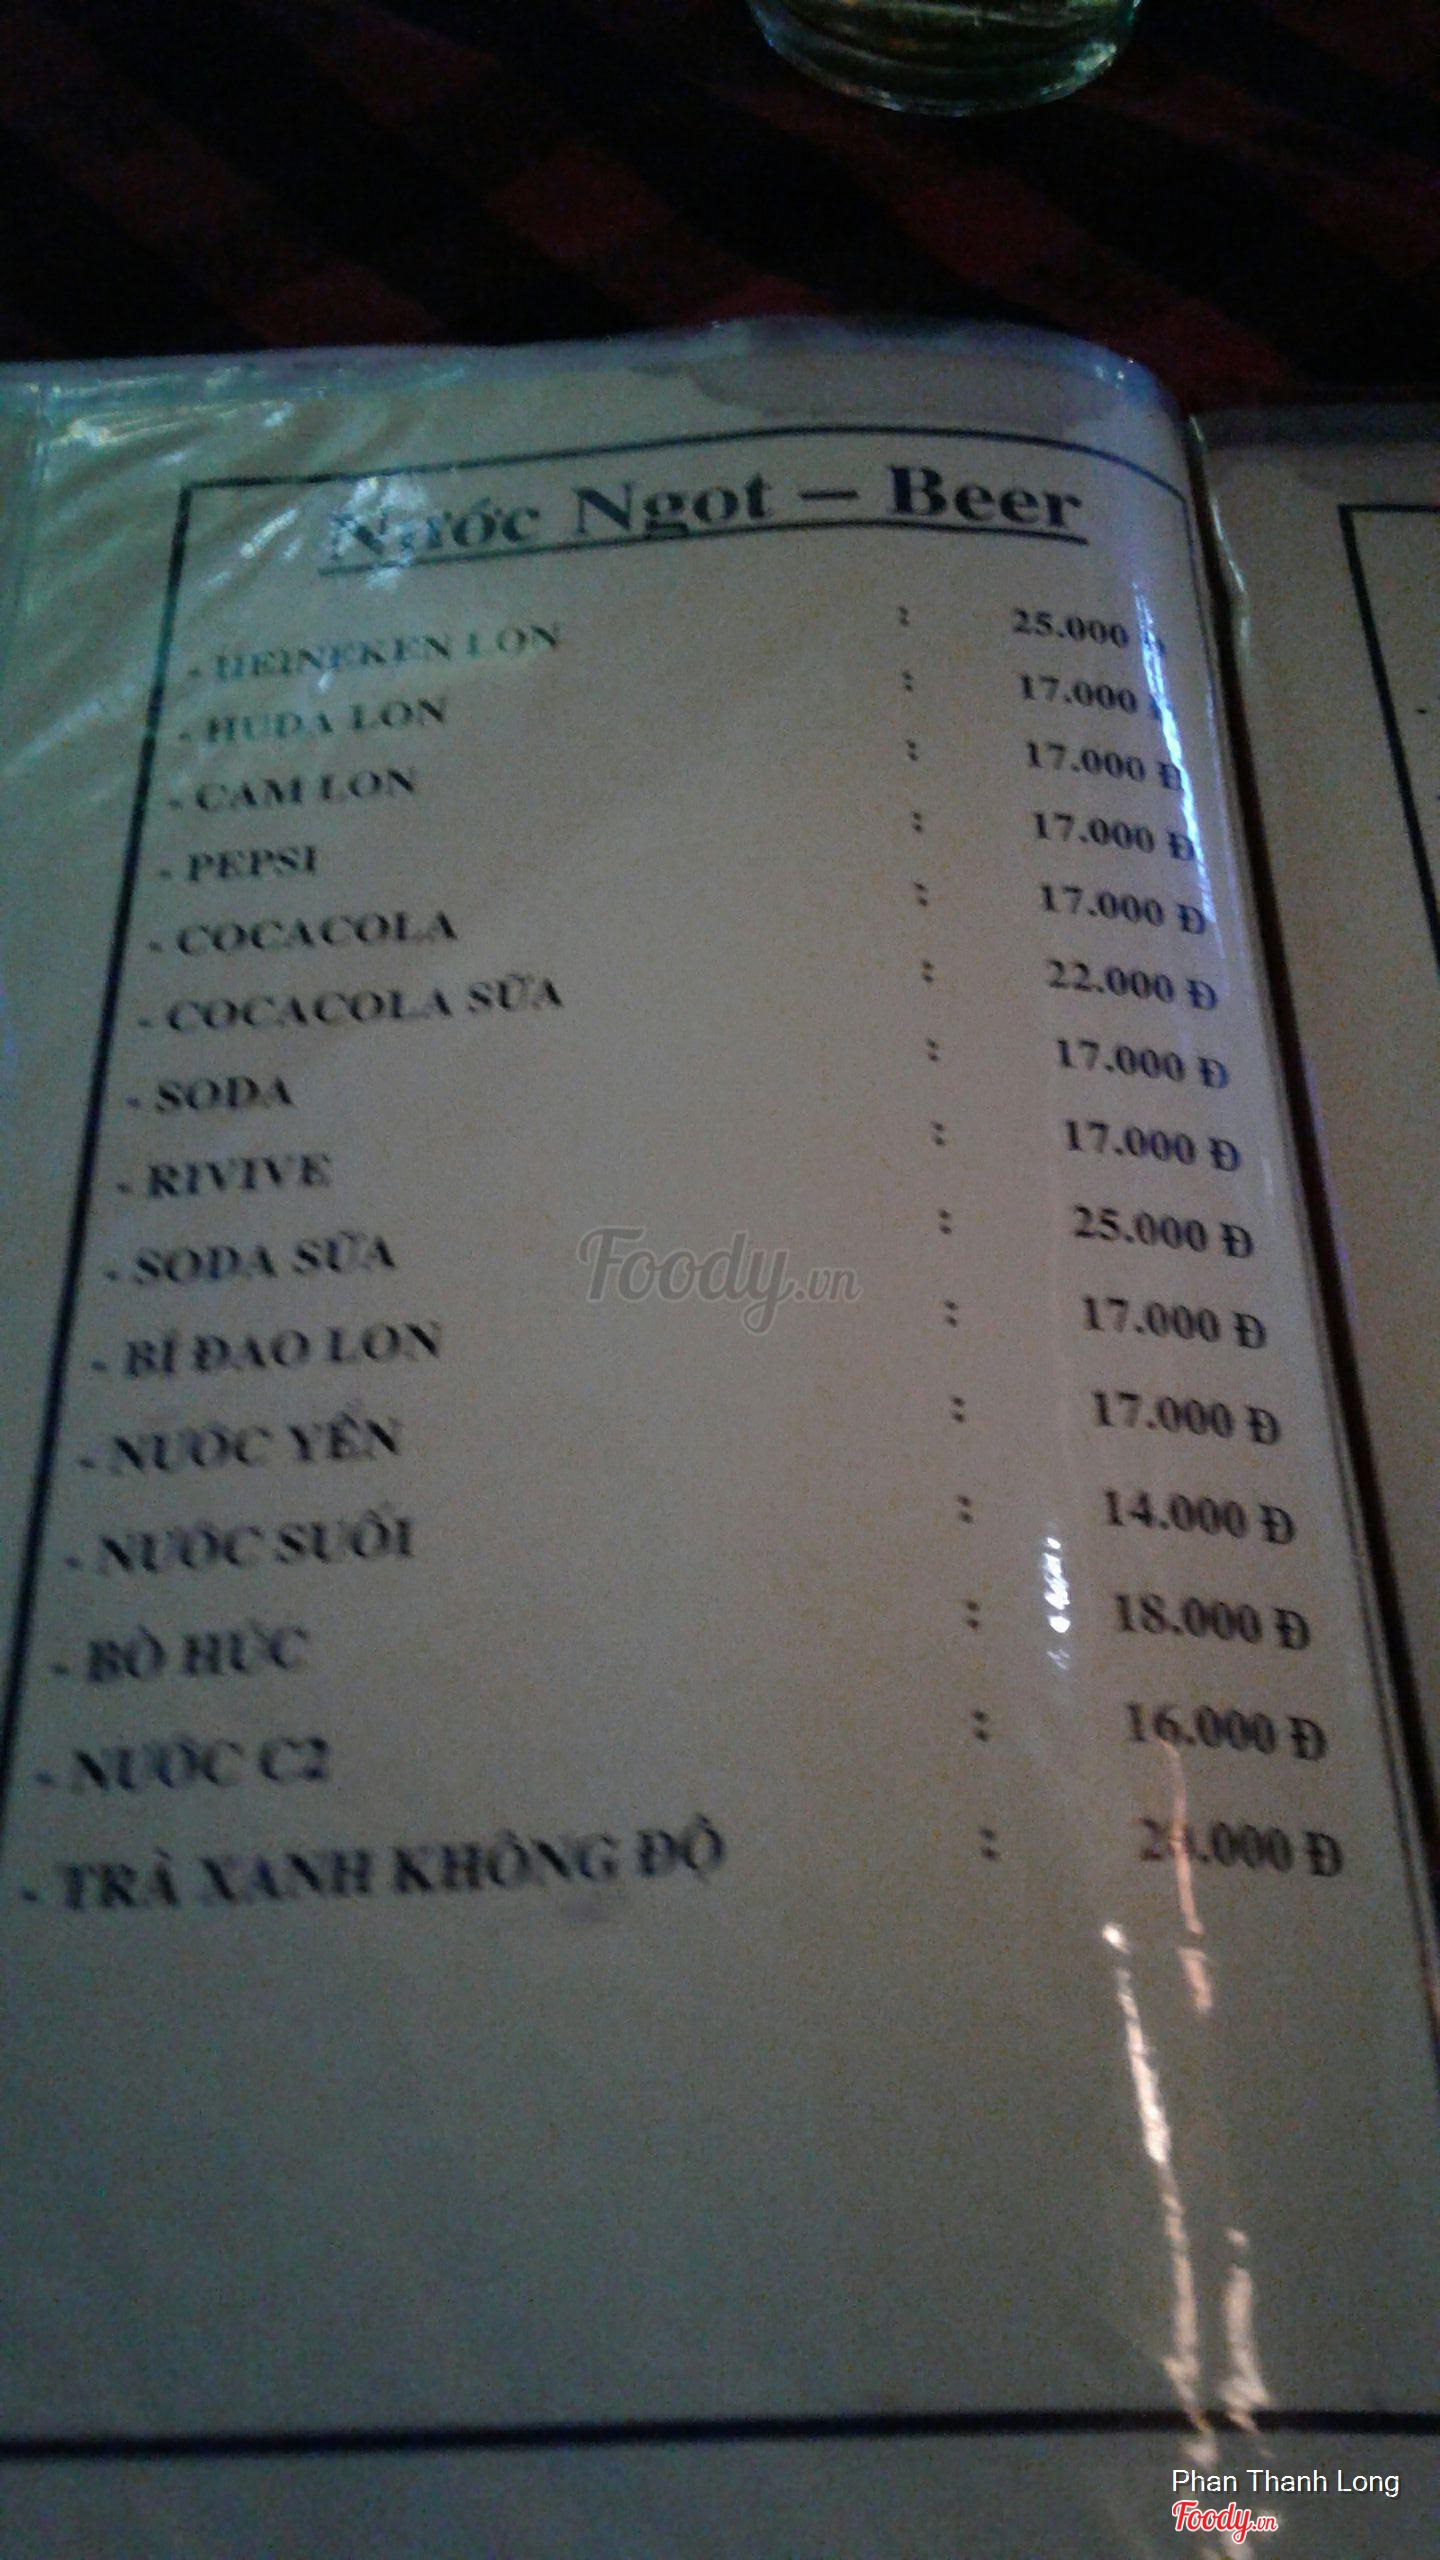 Nước Ngọt – Beer
- HEINEKEN LON : 25.000 Đ
- HUDA LON : 17.000 Đ
- CAM LON : 17.000 Đ
- PEPSI : 17.000 Đ
- COCACOLA : 17.000 Đ
- COCACOLA SỮA : 22.000 Đ
- SODA : 17.000 Đ
- RIVIVE : 17.000 Đ
- SODA SỮA : 25.000 Đ
- BÍ ĐAO LON : 17.000 Đ
- NƯỚC YẾN : 17.000 Đ
- NƯỚC SUỐI : 14.000 Đ
- BÒ HÚC : 18.000 Đ
- NƯỚC C2 : 16.000 Đ
- TRÀ XANH KHÔNG ĐỘ :
Foody.vn
Phan Thanh Long
Foody.vn